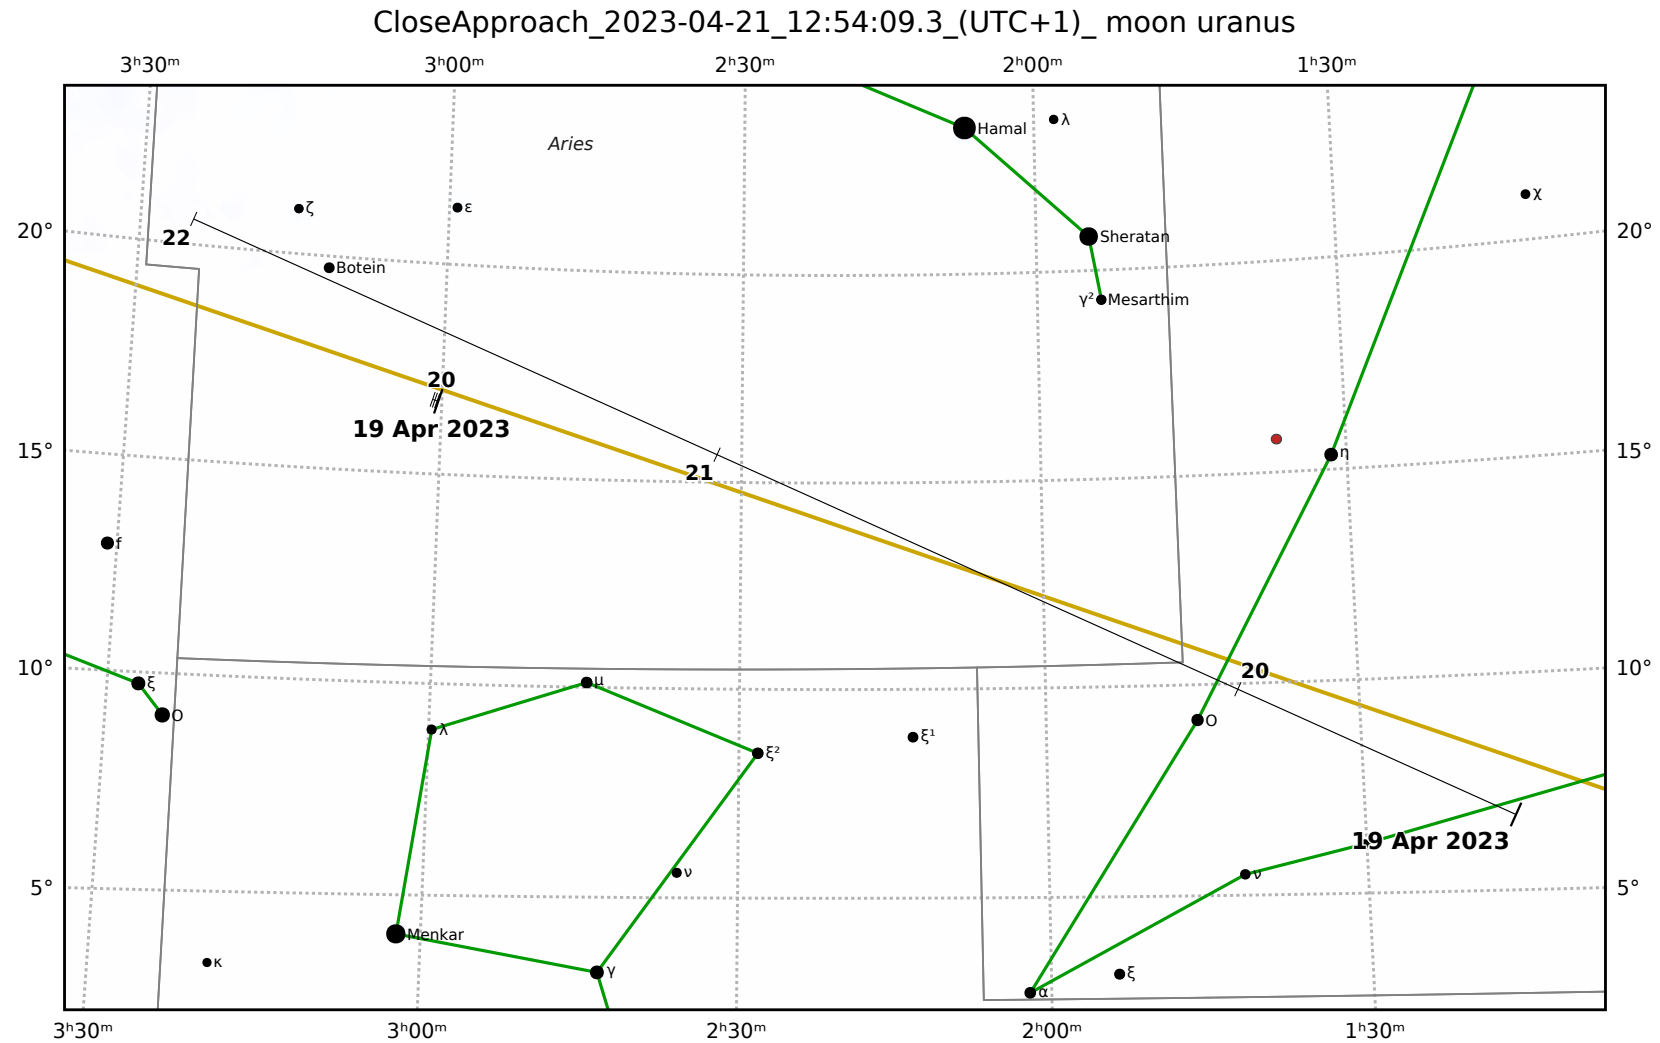 CloseApproach_2023-04-21_12:54:09.3_(UTC+1)_ moon uranus
3ʰ30ᵐ 3ʰ00ᵐ 2ʰ30ᵐ 2ʰ00ᵐ 1ʰ30ᵐ
Hamal λ
Aries
χ
ζ ε
20° 22 Sheratan 20°
Botein
γ² Mesarthim
20
19 Apr 2023
15° η 15°
21
f
10° 20 10°
ξ μ
O O
λ ξ² ξ¹
19 Apr 2023
5° ν ν 5°
Menkar
κ γ ξ
α
3ʰ30ᵐ 3ʰ00ᵐ 2ʰ30ᵐ 2ʰ00ᵐ 1ʰ30ᵐ